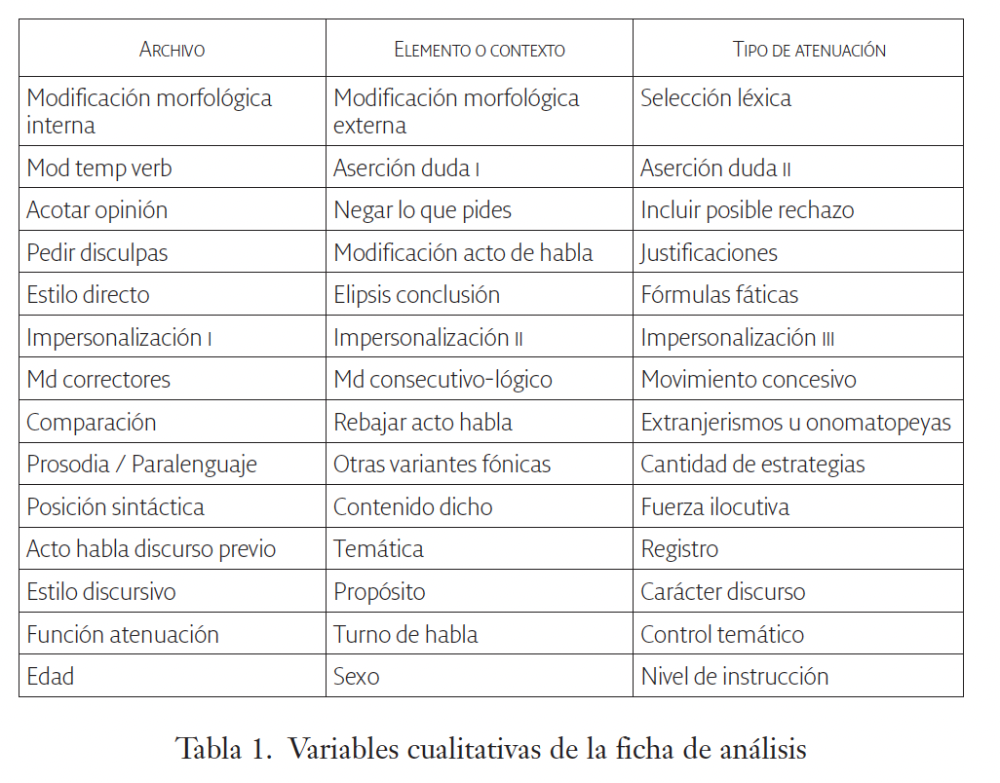 ARCHIVO
ELEMENTO O CONTEXTO
TIPO DE ATENUACIÓN
Modificación morfológica
interna
Modificación morfológica
externa
Selección léxica
Mod temp verb
Aserción duda I
Aserción duda II
Acotar opinión
Negar lo que pides
Incluir posible rechazo
Pedir disculpas
Modificación acto de habla
Justificaciones
Estilo directo
Elipsis conclusión
Fórmulas fáticas
Impersonalización I
Impersonalización II
Impersonalización III
Md correctores
Md consecutivo-lógico
Movimiento concesivo
Comparación
Rebajar acto habla
Extranjerismos u onomatopeyas
Prosodia / Paralenguaje
Otras variantes fónicas
Cantidad de estrategias
Posición sintáctica
Contenido dicho
Fuerza ilocutiva
Acto habla discurso previo
Temática
Registro
Estilo discursivo
Propósito
Carácter discurso
Función atenuación
Turno de habla
Control temático
Edad
Sexo
Nivel de instrucción
Tabla 1. Variables cualitativas de la ficha de análisis